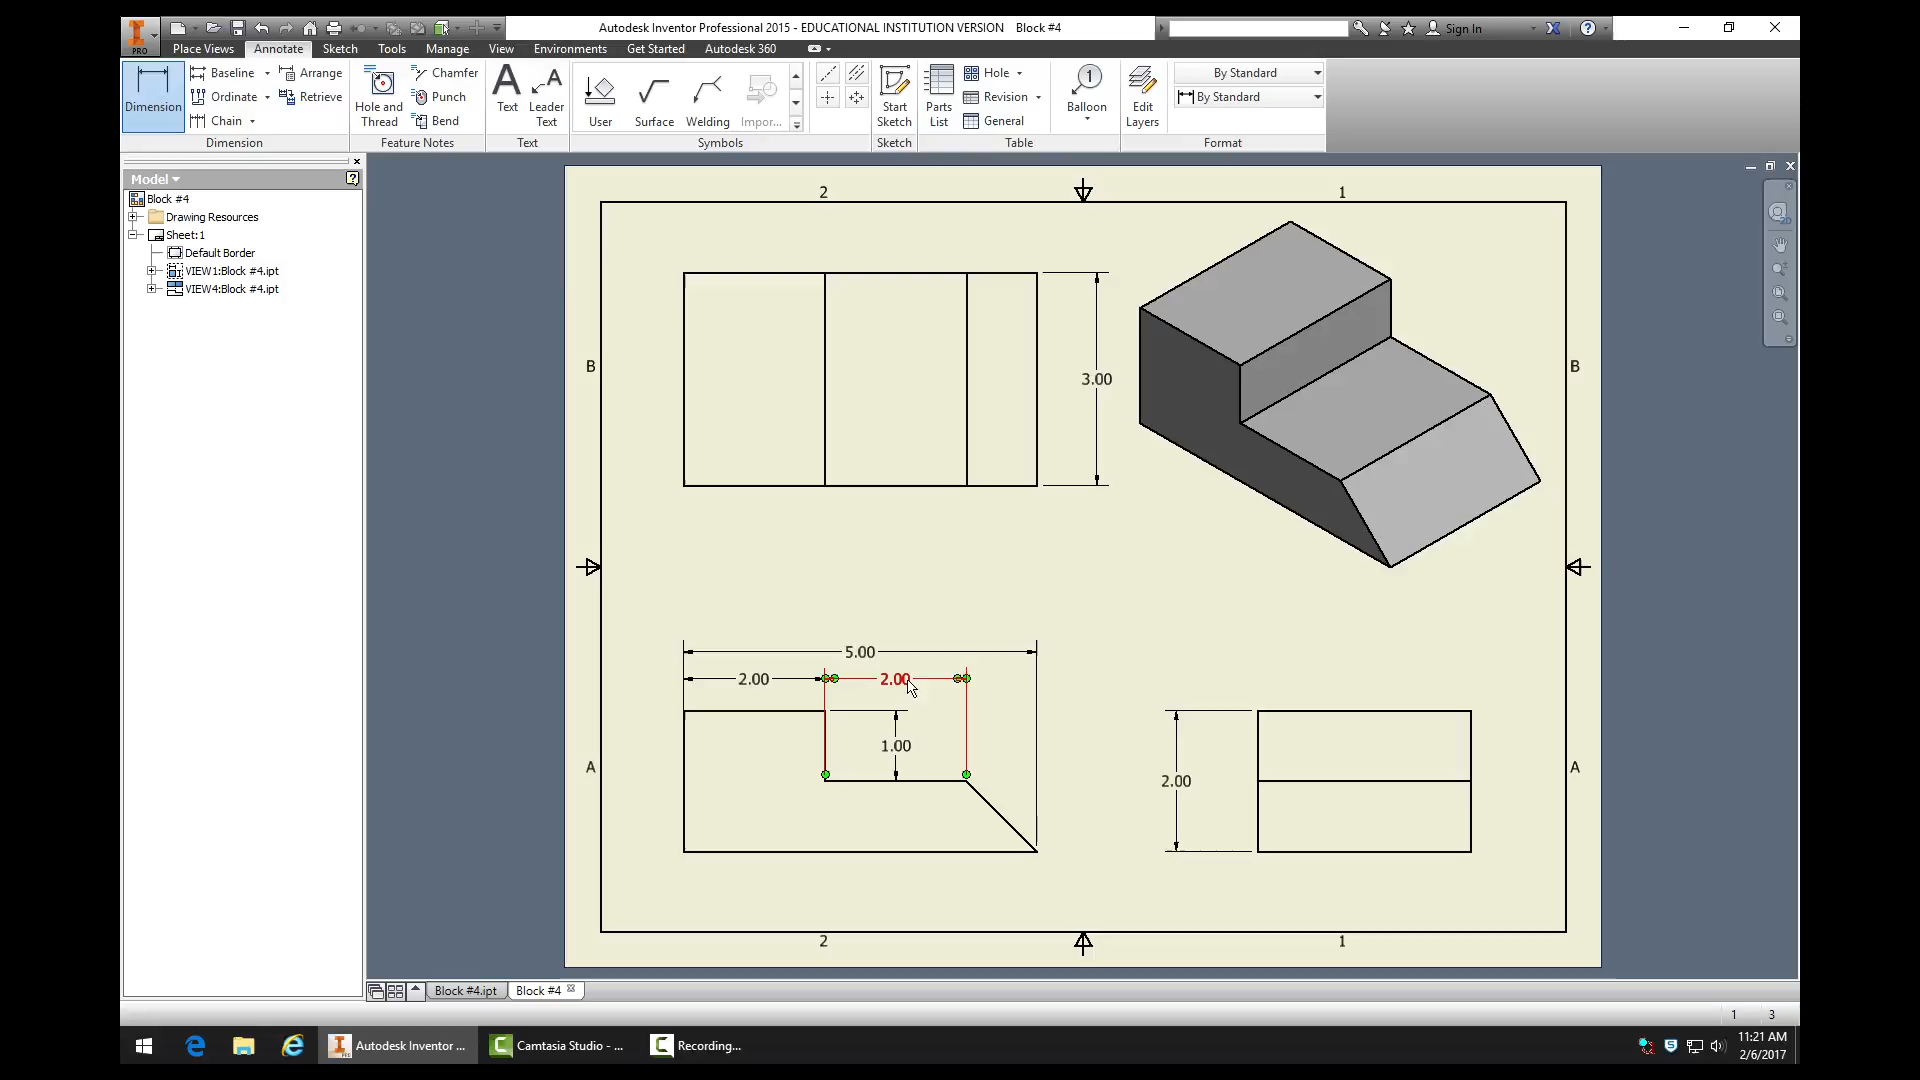 Autodesk Inventor Professional 2015 - EDUCATIONAL INSTITUTION VERSION    Block #4
Sign In
PRO
Place Views
Annotate
Sketch
Tools
Manage
View
Environments
Get Started
Autodesk 360
Dimension
Baseline
Ordinate
Chain
Arrange
Retrieve
Dimension
Hole and
Thread
Chamfer
Punch
Bend
Feature Notes
Text
Leader
Text
Text
User
Surface
Welding
Impor...
Symbols
Start
Sketch
Sketch
Parts
List
Hole
Revision
General
Balloon
Table
Edit
Layers
By Standard
By Standard
Format
Model
Block #4
Drawing Resources
Sheet:1
Default Border
VIEW1:Block #4.ipt
VIEW4:Block #4.ipt
2
1
B
B
3.00
5.00
2.00
2.00
1.00
2.00
A
A
2
1
2D
Block #4.ipt
Block #4
1
3
Autodesk Inventor ...
Camtasia Studio - ...
Recording...
11:21 AM
2/6/2017